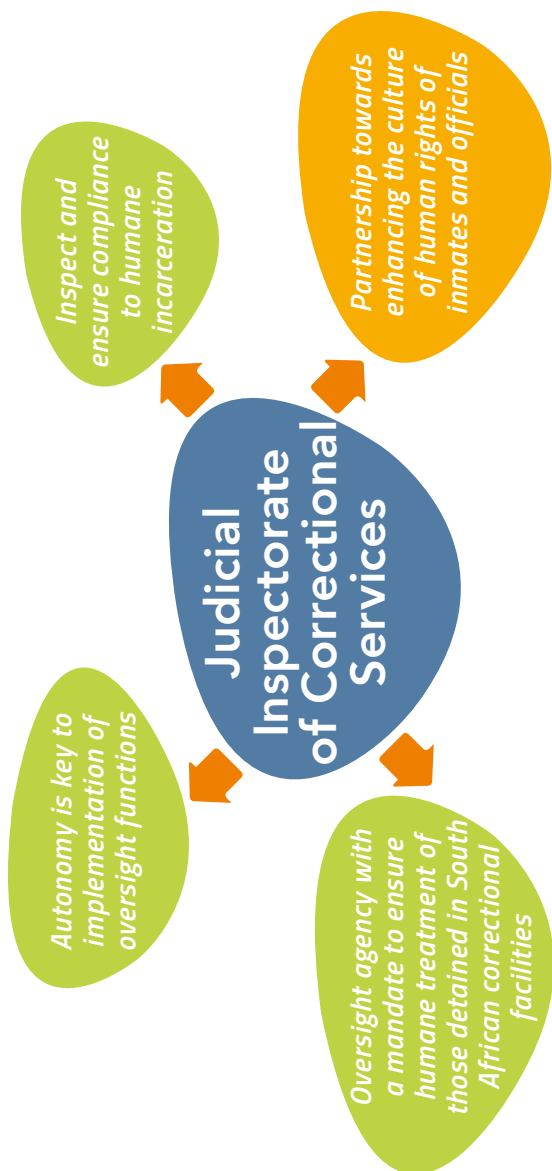 Autonomy is key to
implementation of
oversight functions
Inspect and
ensure compliance
to humane
incarceration
Judicial
Inspectorate
of Correctional
Services
Oversight agency with
a mandate to ensure
humane treatment of
those detained in South
African correctional
facilities
Partnership towards
enhancing the culture
of human rights of
inmates and officials